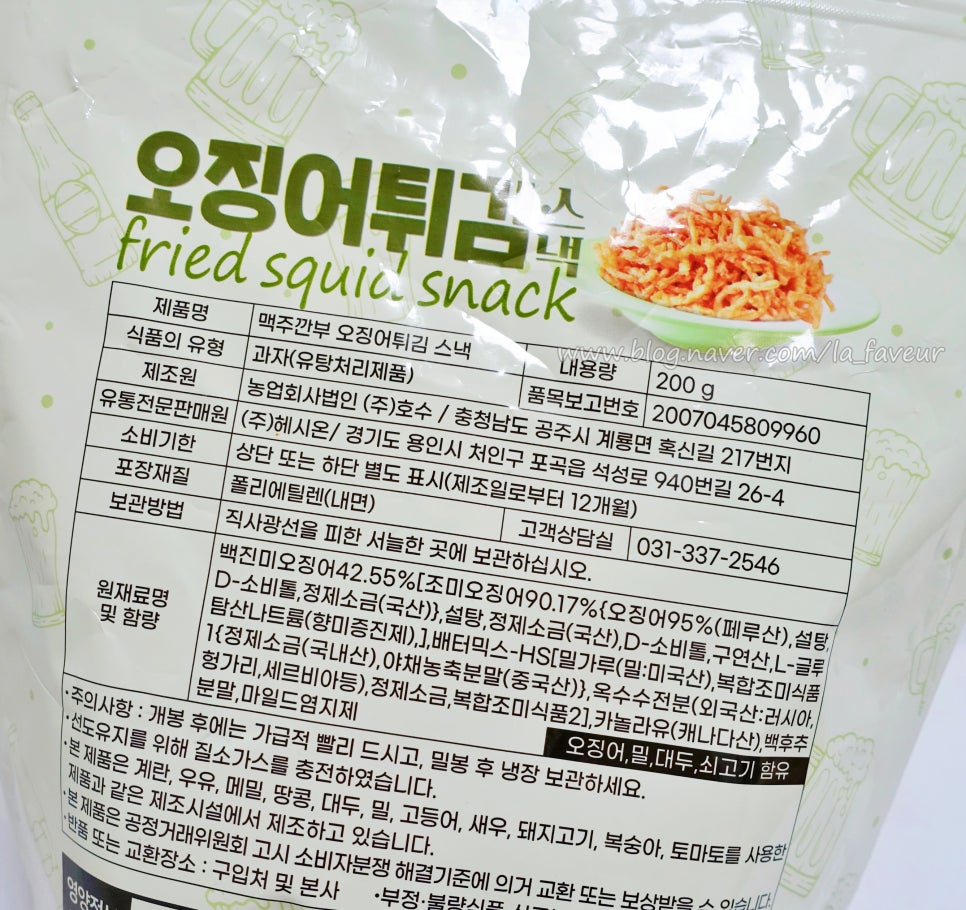 오징어튀김 스낵
fried squid snack
www.blog.naver.com/la_faveur
제품명 맥주깐부 오징어튀김 스낵 내용량 200 g
식품의 유형 과자(유탕처리제품) 품목보고번호 2007045809960
제조원 농업회사법인 (주)호수 / 충청남도 공주시 계룡면 혹신길 217번지
유통전문판매원 (주)헤시온/ 경기도 용인시 처인구 포곡읍 석성로 940번길 26-4
소비기한 상단 또는 하단 별도 표시(제조일로부터 12개월)
포장재질 폴리에틸렌(내면) 고객상담실 031-337-2546
보관방법 직사광선을 피한 서늘한 곳에 보관하십시오.
원재료명 및 함량
백진미오징어42.55%[조미오징어90.17%{오징어95%(페루산),설탕,
D-소비톨,정제소금(국산)},설탕,정제소금(국산),D-소비톨,구연산,L-글루
탐산나트륨(향미증진제),],배터믹스-HS[밀가루(밀:미국산),복합조미식품
1{정제소금(국내산),야채농축분말(중국산)},옥수수전분(외국산:러시아,
헝가리,세르비아등),정제소금,복합조미식품2],카놀라유(캐나다산),백후추
분말,마일드염지제
오징어,밀,대두,쇠고기 함유
·주의사항 : 개봉 후에는 가급적 빨리 드시고, 밀봉 후 냉장 보관하세요.
·선도유지를 위해 질소가스를 충전하였습니다.
·본 제품은 계란, 우유, 메밀, 땅콩, 대두, 밀, 고등어, 새우, 돼지고기, 복숭아, 토마토를 사용한
제품과 같은 제조시설에서 제조하고 있습니다.
·본 제품은 공정거래위원회 고시 소비자분쟁 해결기준에 의거 교환 또는 보상받을 수 있습니다.
·반품 또는 교환장소 : 구입처 및 본사 ·부정·불량식품